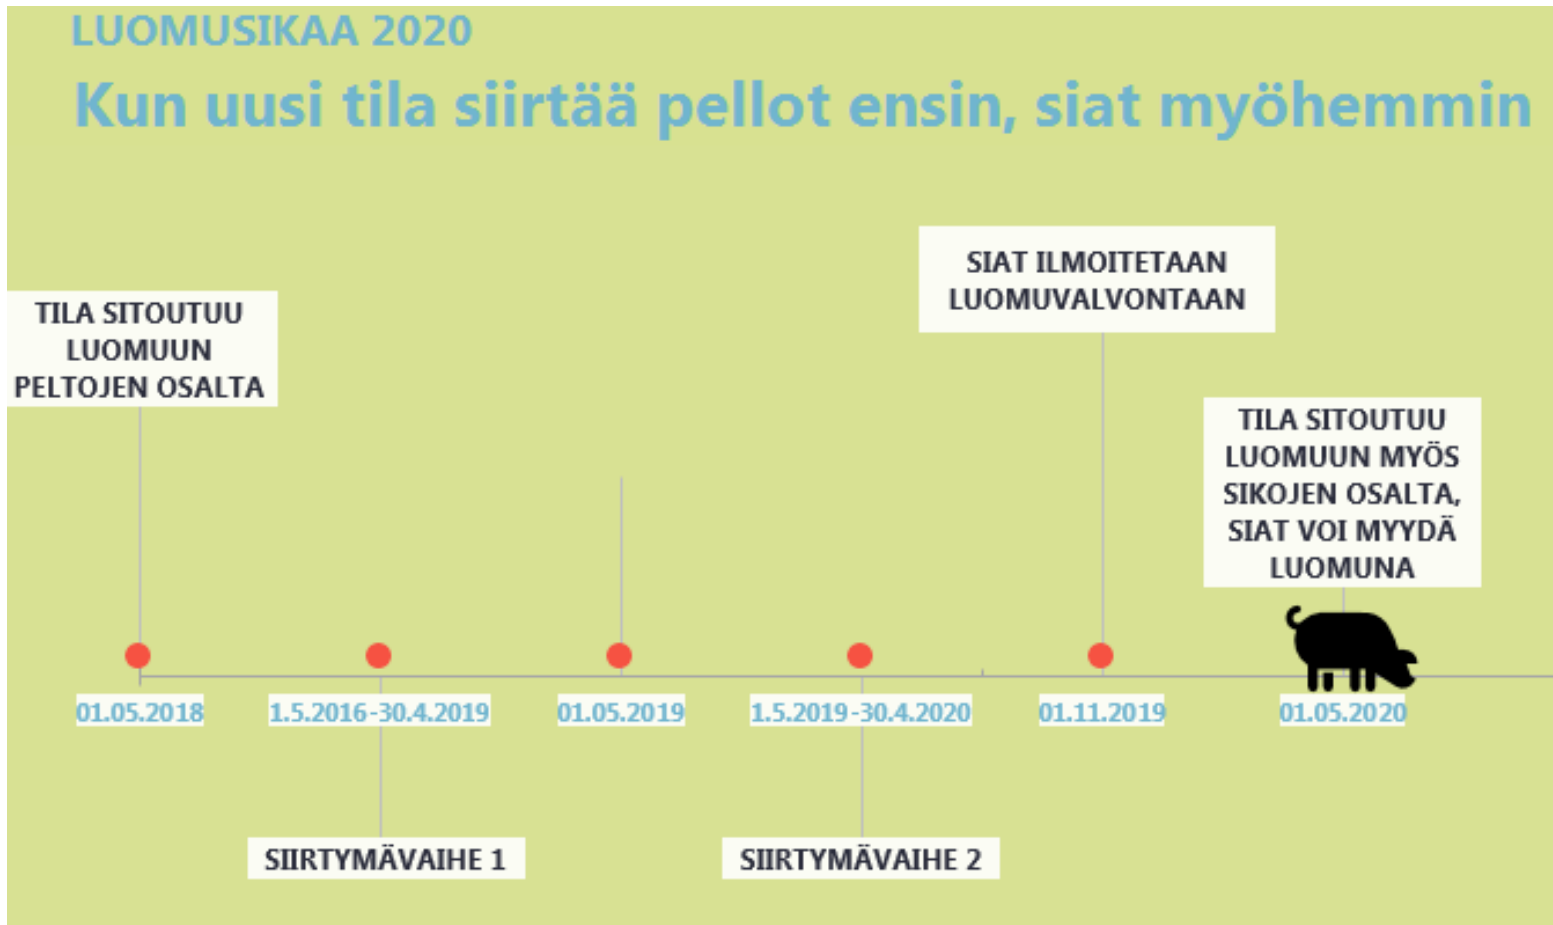 LUOMUSIKAA 2020
Kun uusi tila siirtää pellot ensin, siat myöhemmin
SIAT ILMOITETAAN
LUOMUVALVONTAAN
TILA SITOUTUU
LUOMUUN
PELTOJEN OSALTA
TILA SITOUTUU
LUOMUUN MYÖS
SIKOJEN OSALTA,
SIAT VOI MYYDÄ
LUOMUNA
01.05.2018
1.5.2016-30.4.2019
01.05.2019
1.5.2019-30.4.2020
01.11.2019
01.05.2020
SIIRTYMÄVAIHE 1
SIIRTYMÄVAIHE 2